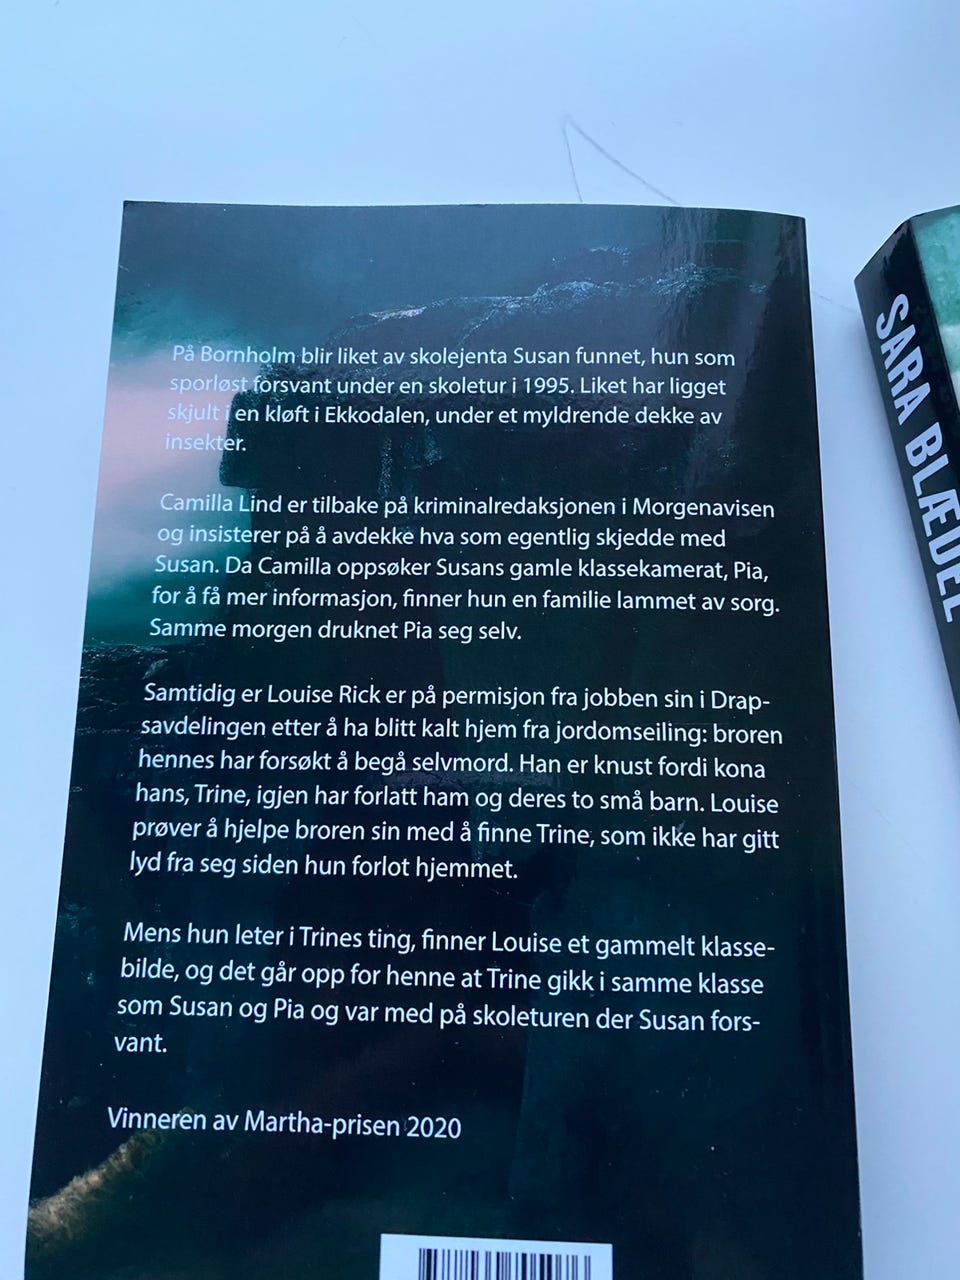 På Bornholm blir liket av skolejenta Susan funnet, hun som
sporløst forsvant under en skoletur i 1995. Liket har ligget
skjult i en kløft i Ekkodalen, under et myldrende dekke av
insekter.
Camilla Lind er tilbake på kriminalredaksjonen i Morgenavisen
og insisterer på å avdekke hva som egentlig skjedde med
Susan. Da Camilla oppsøker Susans gamle klassekamerat, Pia,
for å få mer informasjon, finner hun en familie lammet av sorg.
Samme morgen druknet Pia seg selv.
Samtidig er Louise Rick er på permisjon fra jobben sin i Drap-
savdelingen etter å ha blitt kalt hjem fra jordomseiling: broren
hennes har forsøkt å begå selvmord. Han er knust fordi kona
hans, Trine, igjen har forlatt ham og deres to små barn. Louise
prøver å hjelpe broren sin med å finne Trine, som ikke har gitt
lyd fra seg siden hun forlot hjemmet.
Mens hun leter i Trines ting, finner Louise et gammelt klasse-
bilde, og det går opp for henne at Trine gikk i samme klasse
som Susan og Pia og var med på skoleturen der Susan fors-
vant.
Vinneren av Martha-prisen 2020
SARA BLÆDEL